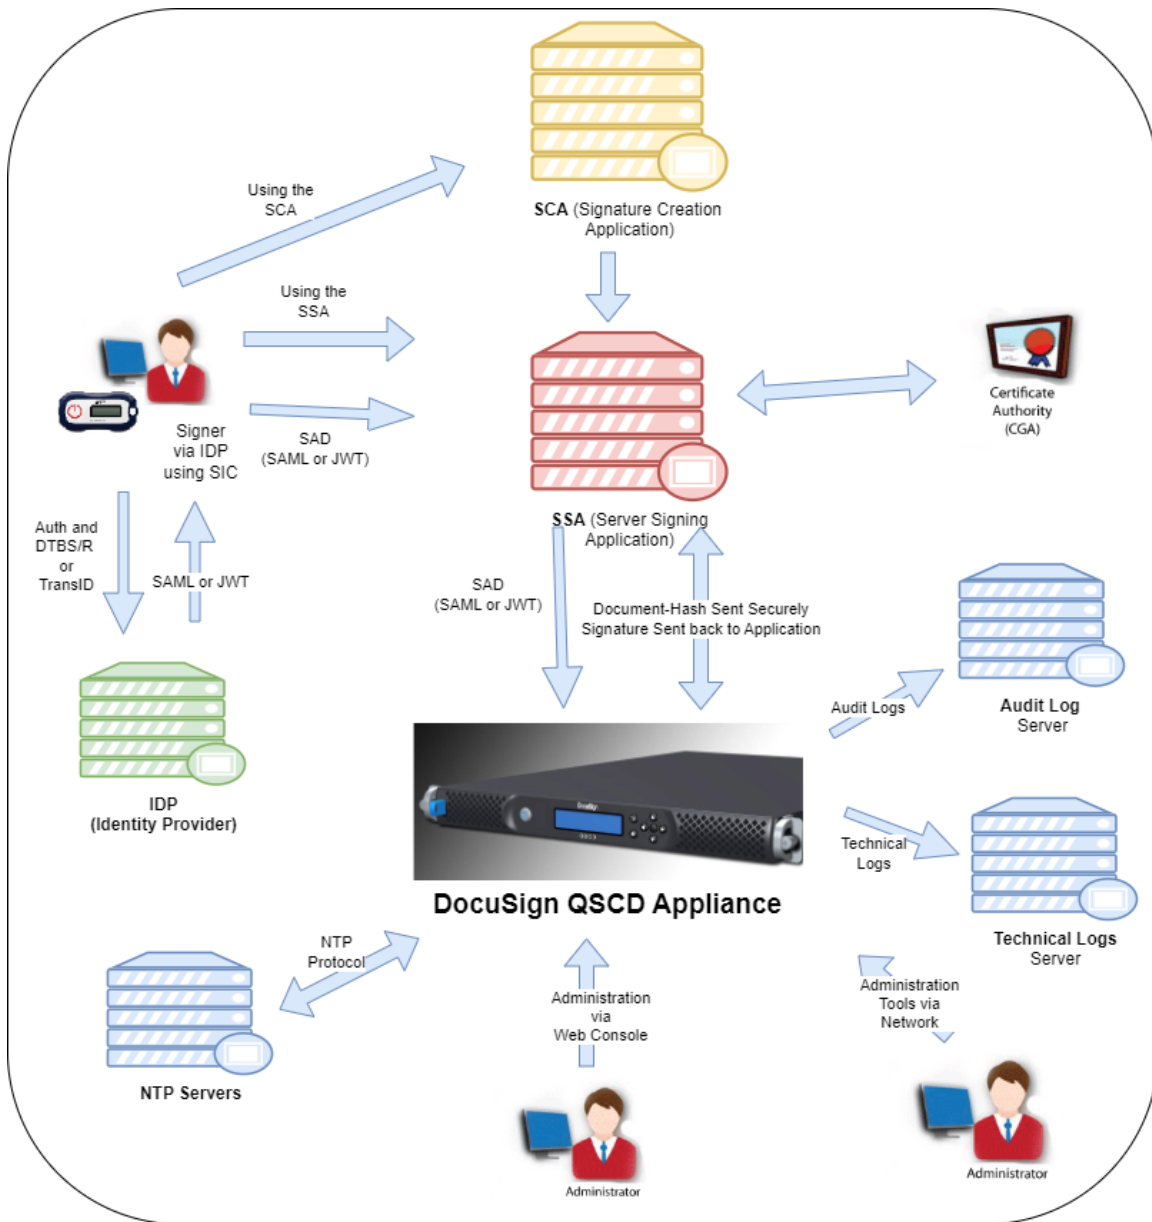 SCA (Signature Creation
Application)
Using the
SCA
Using the
SSA
SAD
(SAML or JWT)
Signer
via IDP
using SIC
Certificate
Authority
(CGA)
SSA (Server Signing
Application)
Auth and
DTBS/R
or
TransID
SAML or JWT
SAD
(SAML or JWT)
Document-Hash Sent Securely
Signature Sent back to Application
IDP
(Identity Provider)
Audit Logs
Audit Log
Server
Technical
Logs
Technical Logs
Server
DocuSign
QSCD
DocuSign QSCD Appliance
NTP
Protocol
NTP Servers
Administration
via
Web Console
Administration
Tools via
Network
Administrator
Administrator